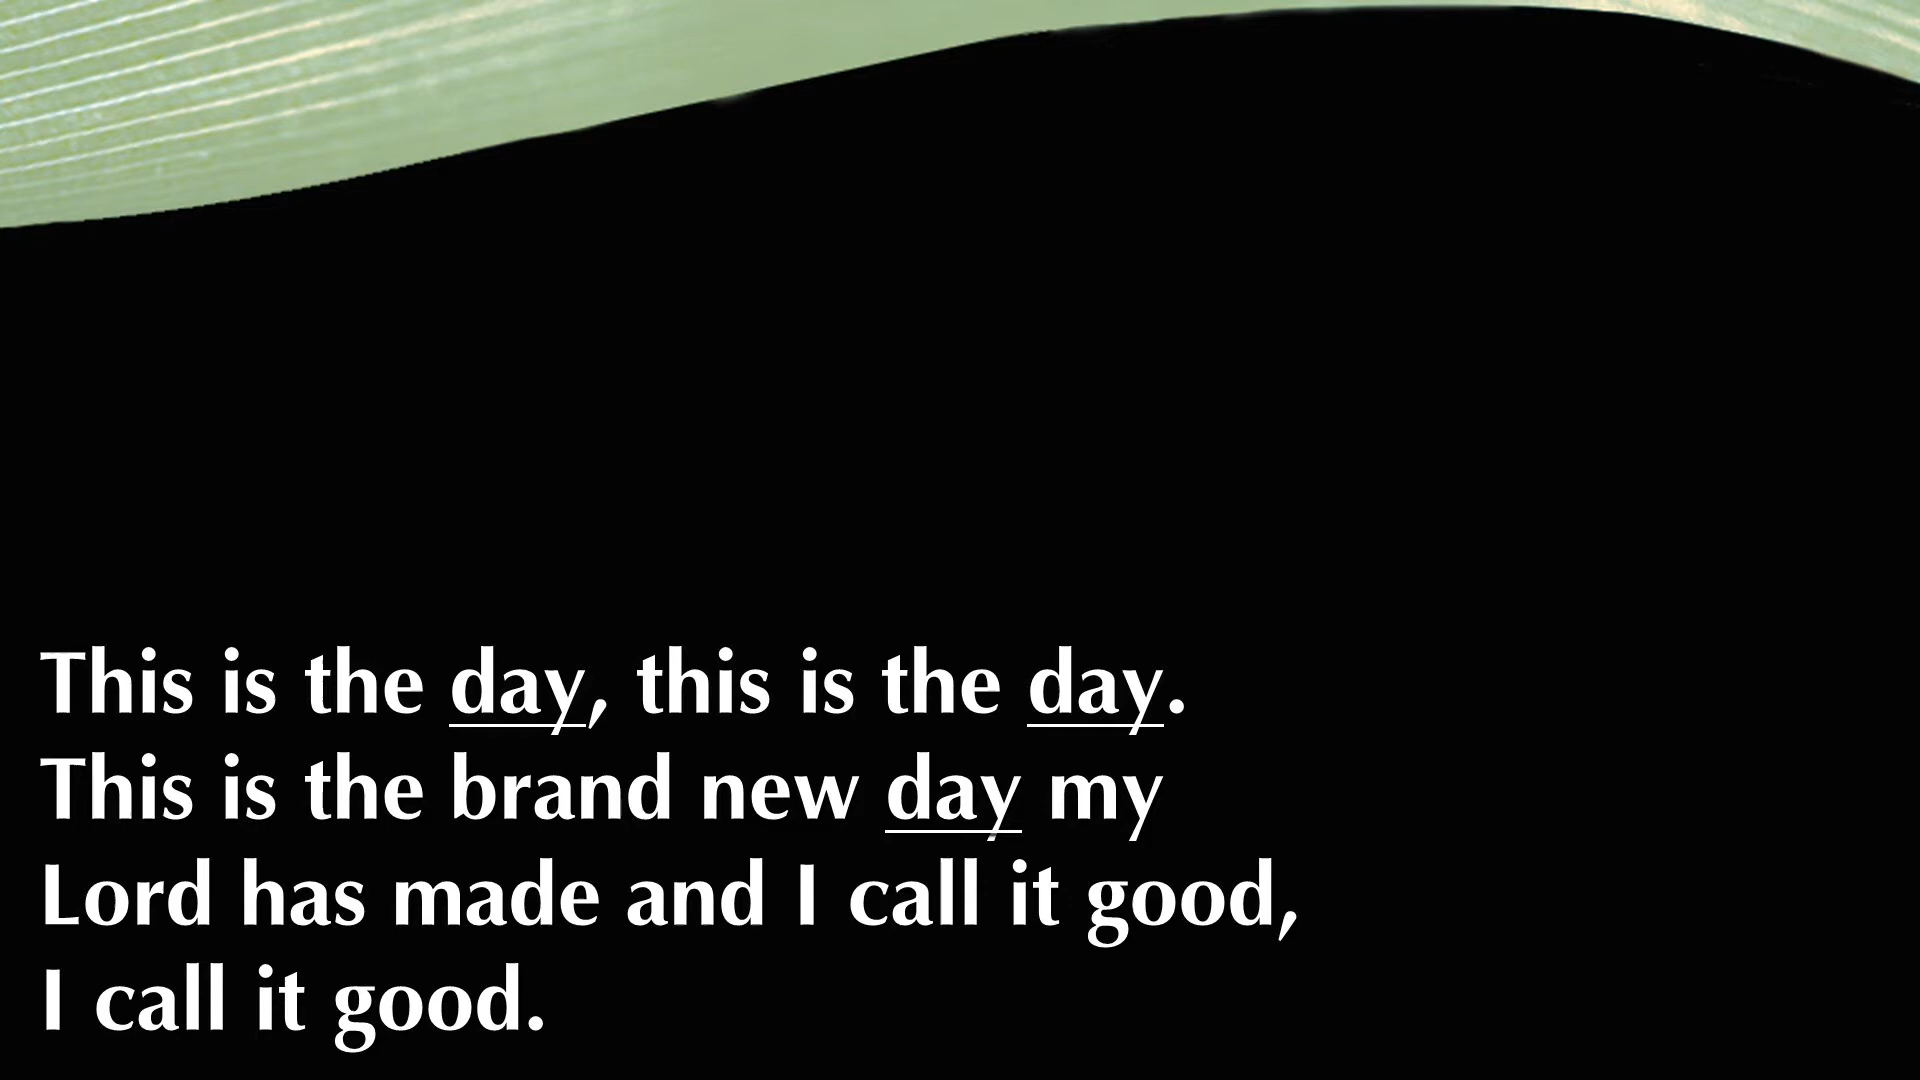 This is the day, this is the day.
This is the brand new day my
Lord has made and I call it good,
I call it good.